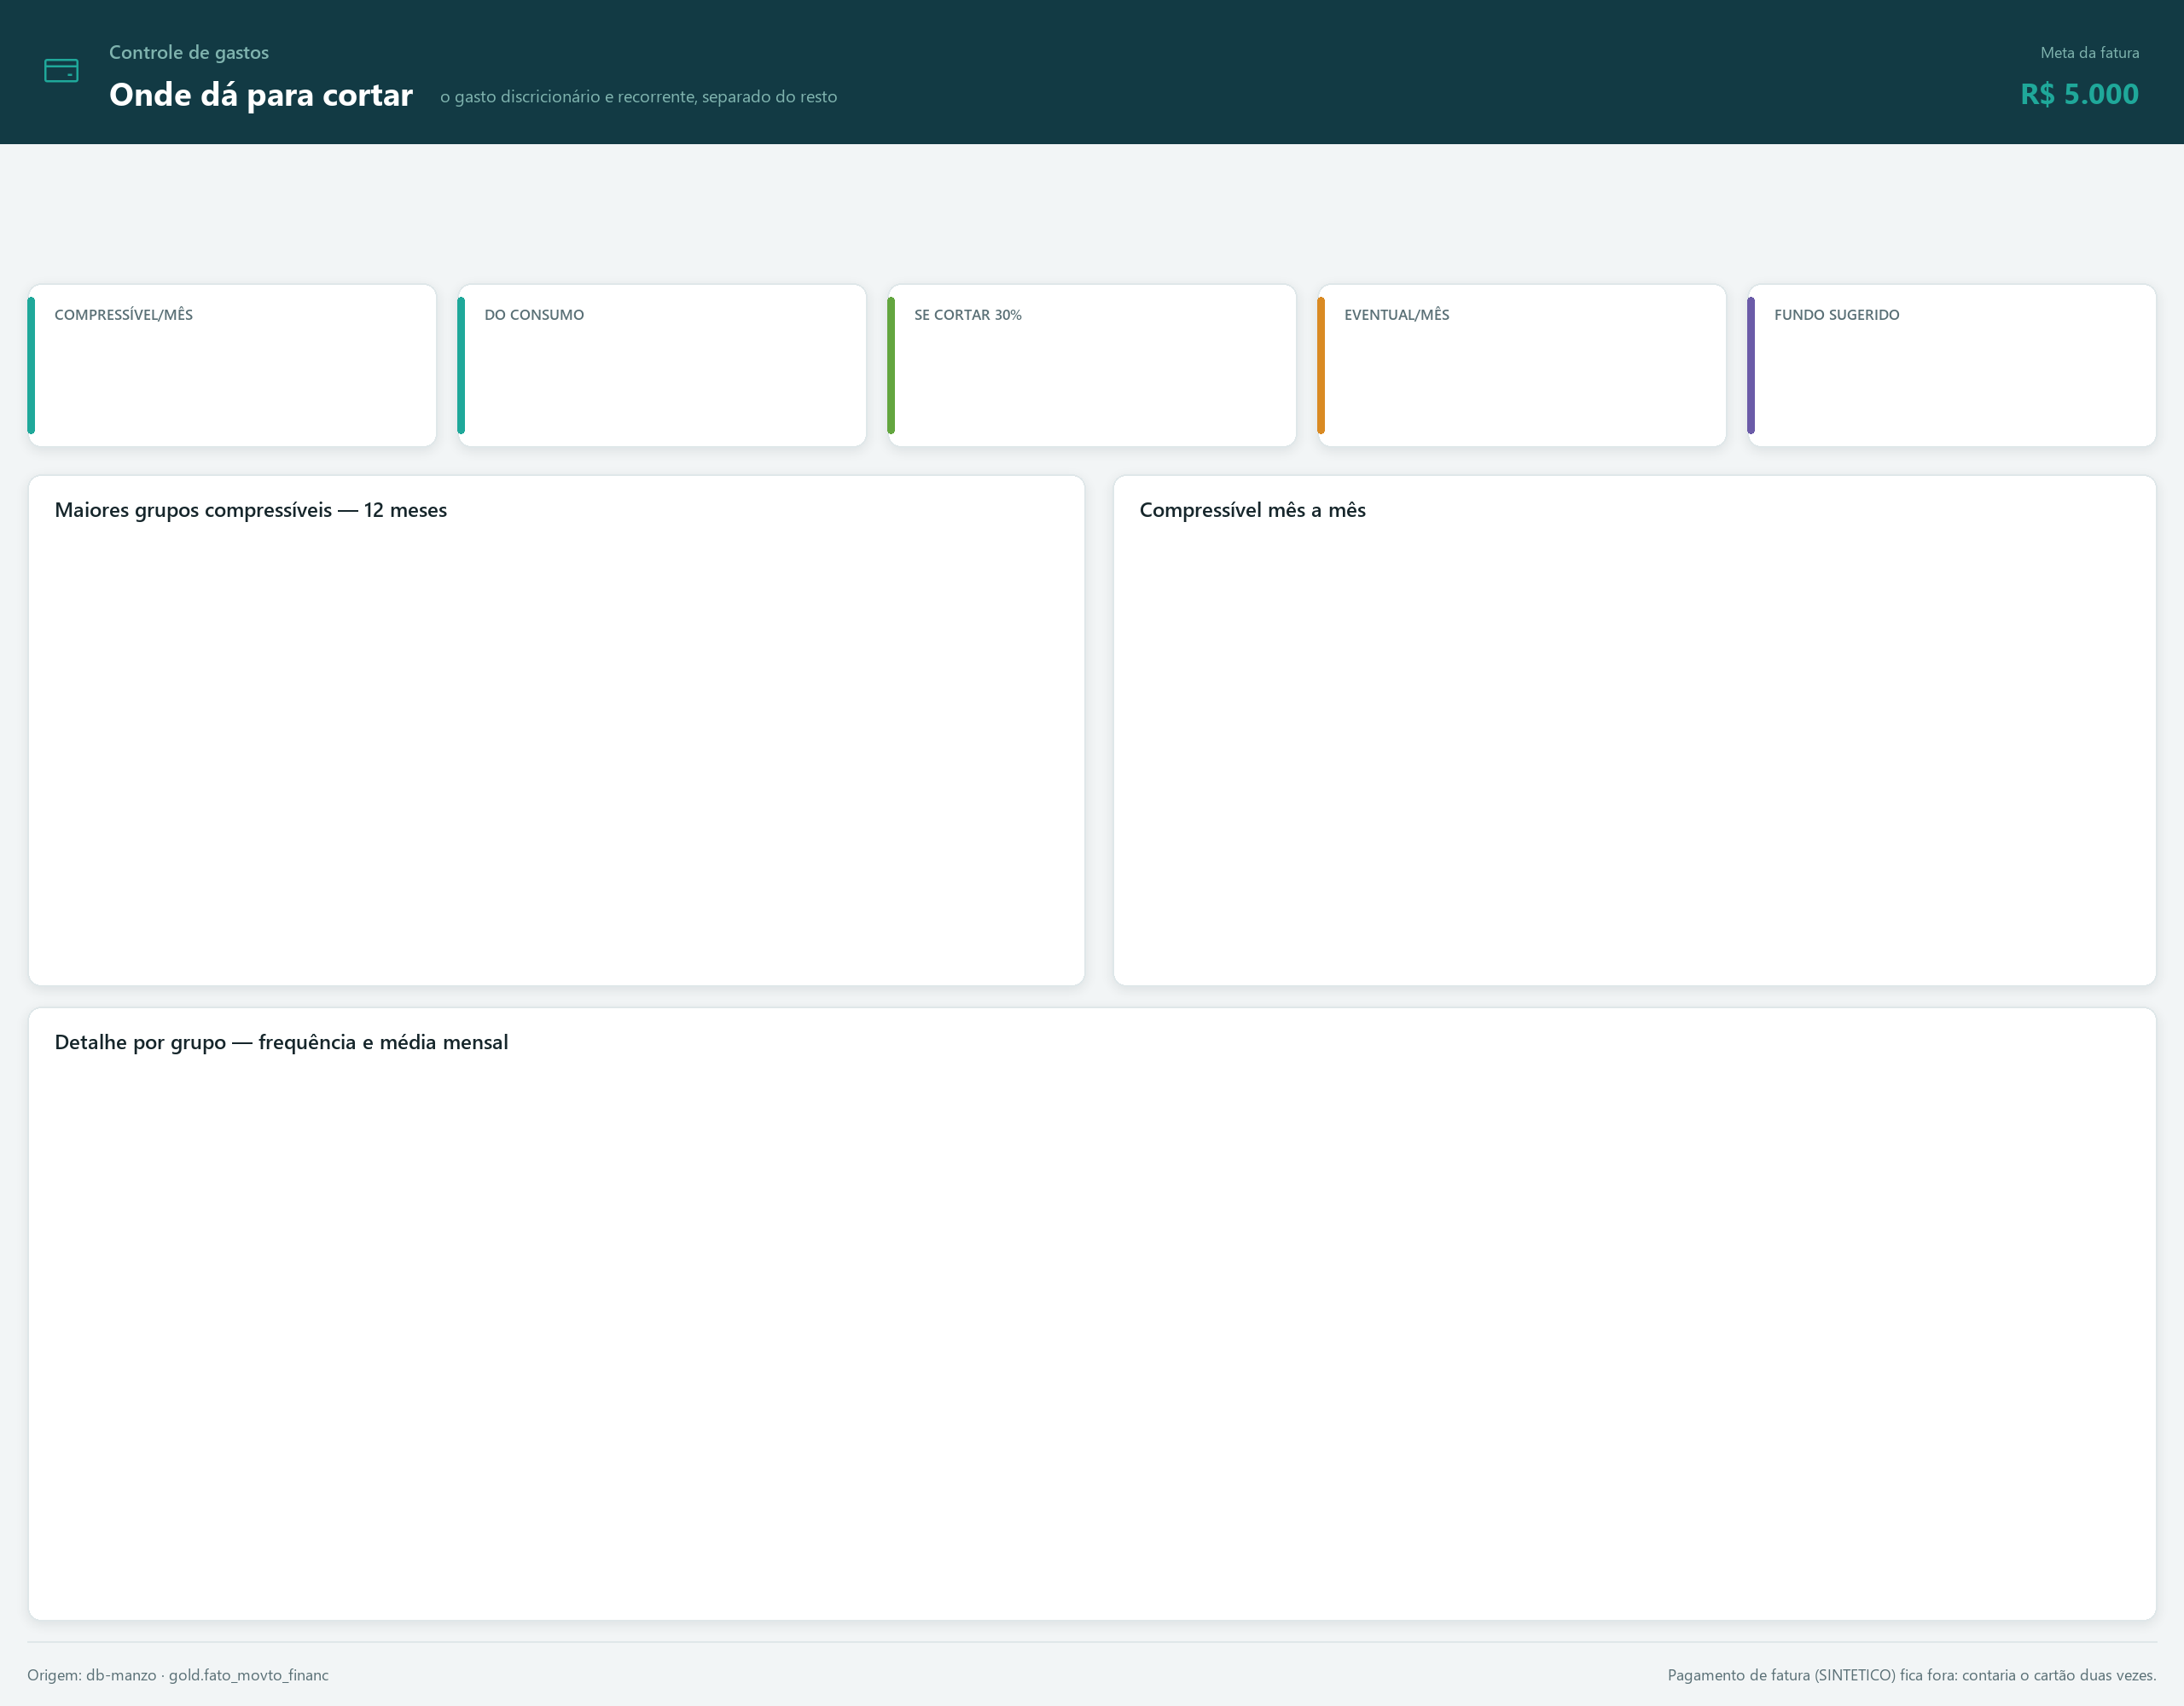 Controle de gastos
Onde dá para cortar
o gasto discricionário e recorrente, separado do resto
Meta da fatura
R$ 5.000
COMPRESSÍVEL/MÊS
DO CONSUMO
SE CORTAR 30%
EVENTUAL/MÊS
FUNDO SUGERIDO
Maiores grupos compressíveis — 12 meses
Compressível mês a mês
Detalhe por grupo — frequência e média mensal
Origem: db-manzo · gold.fato_movto_financ
Pagamento de fatura (SINTETICO) fica fora: contaria o cartão duas vezes.